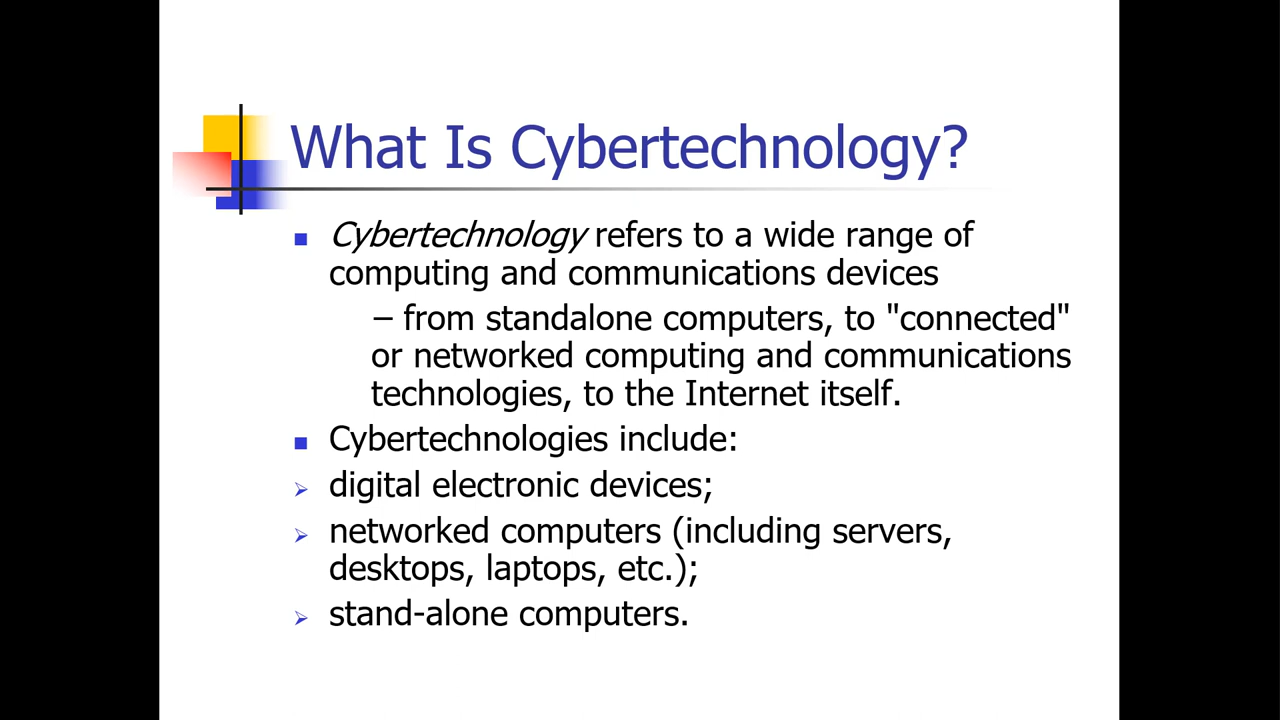 What Is Cybertechnology?
Cybertechnology refers to a wide range of
computing and communications devices
– from standalone computers, to "connected"
or networked computing and communications
technologies, to the Internet itself.
Cybertechnologies include:
digital electronic devices;
networked computers (including servers,
desktops, laptops, etc.);
stand-alone computers.